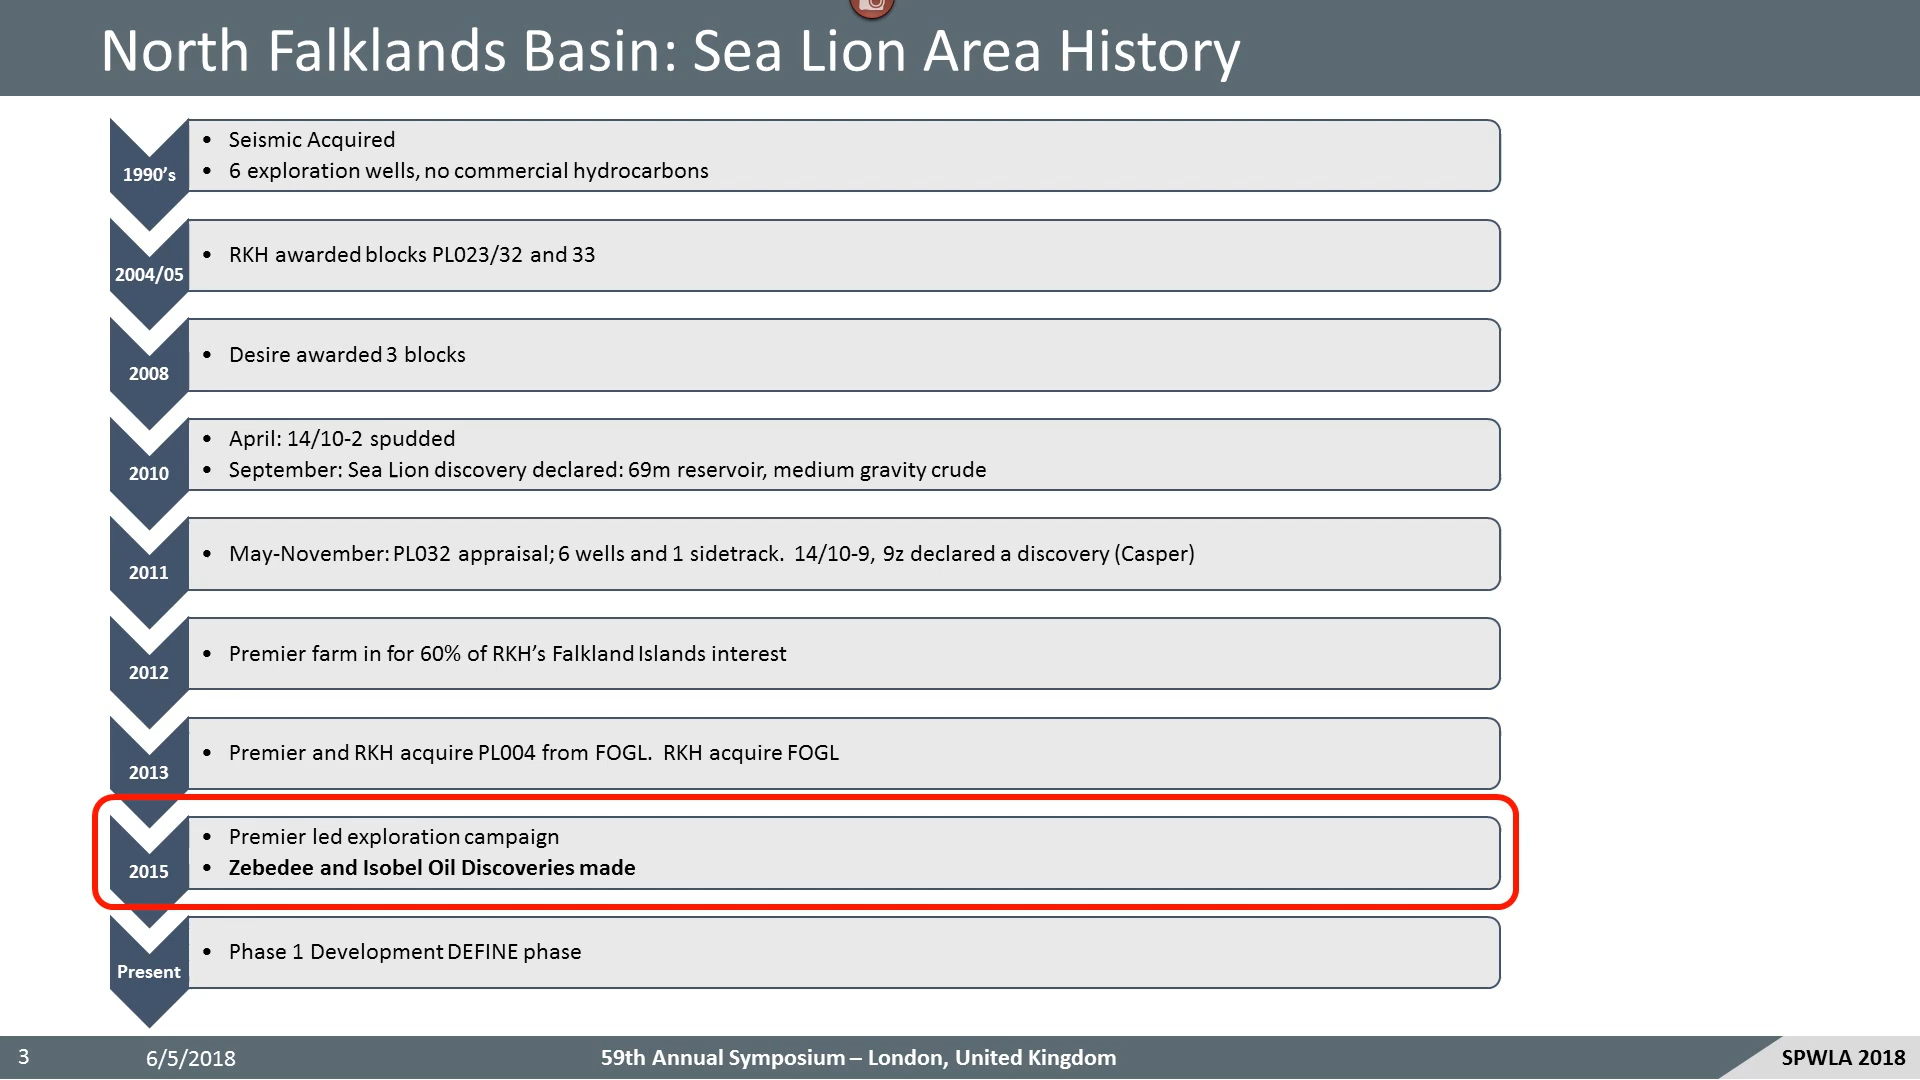 North Falklands Basin: Sea Lion Area History
1990's
• Seismic Acquired
• 6 exploration wells, no commercial hydrocarbons
2004/05
• RKH awarded blocks PL023/32 and 33
2008
• Desire awarded 3 blocks
2010
• April: 14/10-2 spudded
• September: Sea Lion discovery declared: 69m reservoir, medium gravity crude
2011
• May-November: PL032 appraisal; 6 wells and 1 sidetrack.  14/10-9, 9z declared a discovery (Casper)
2012
• Premier farm in for 60% of RKH’s Falkland Islands interest
2013
• Premier and RKH acquire PL004 from FOGL.  RKH acquire FOGL
2015
• Premier led exploration campaign
• Zebedee and Isobel Oil Discoveries made
Present
• Phase 1 Development DEFINE phase
3
6/5/2018
59th Annual Symposium – London, United Kingdom
SPWLA 2018